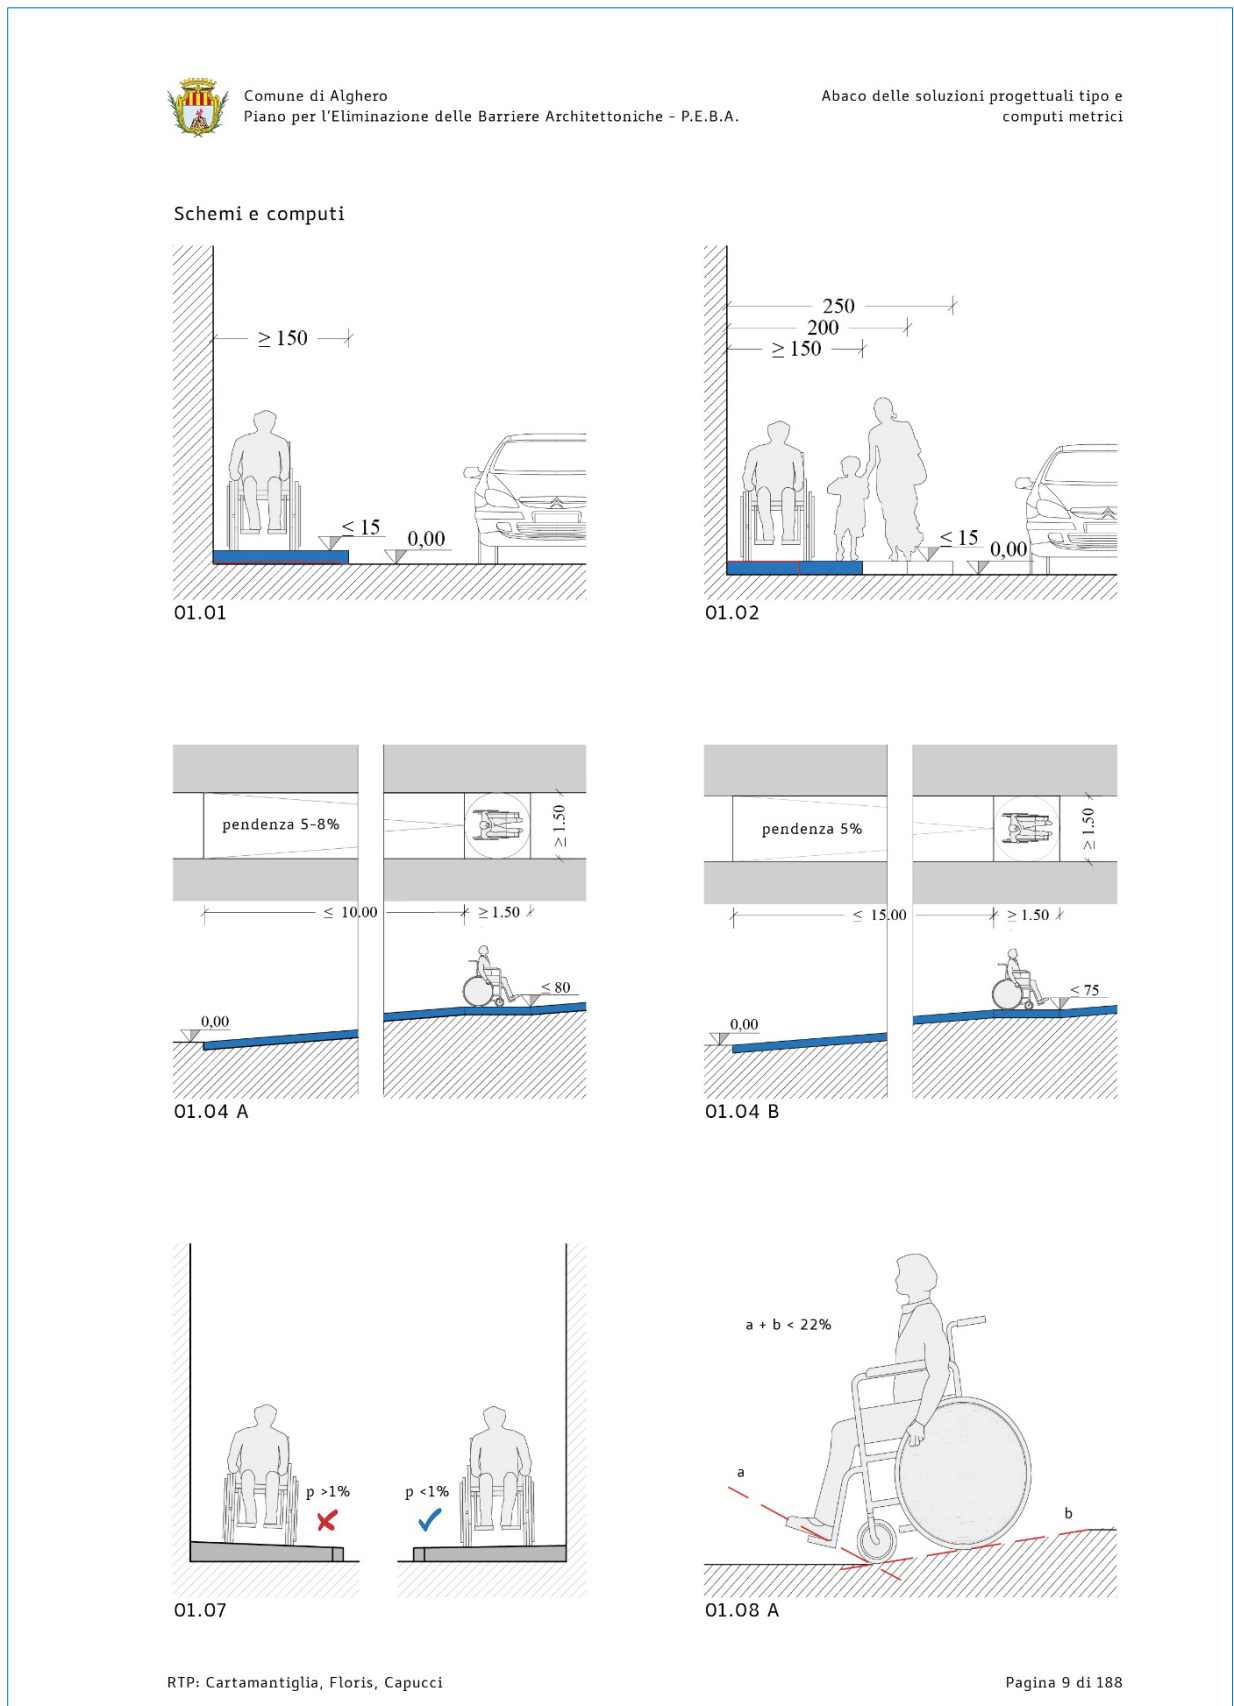 Comune di Alghero
Piano per l'Eliminazione delle Barriere Architettoniche - P.E.B.A.
Abaco delle soluzioni progettuali tipo e
computi metrici
Schemi e computi
≥ 150
≤ 15
0,00
01.01
250
200
≥ 150
≤ 15
0,00
01.02
pendenza 5-8%
≥ 1.50
≤ 10.00
≥ 1.50
0,00
≤ 80
01.04 A
pendenza 5%
≥ 1.50
≤ 15.00
≥ 1.50
0,00
< 75
01.04 B
p >1%
p <1%
01.07
a + b < 22%
a
b
01.08 A
RTP: Cartamantiglia, Floris, Capucci
Pagina 9 di 188